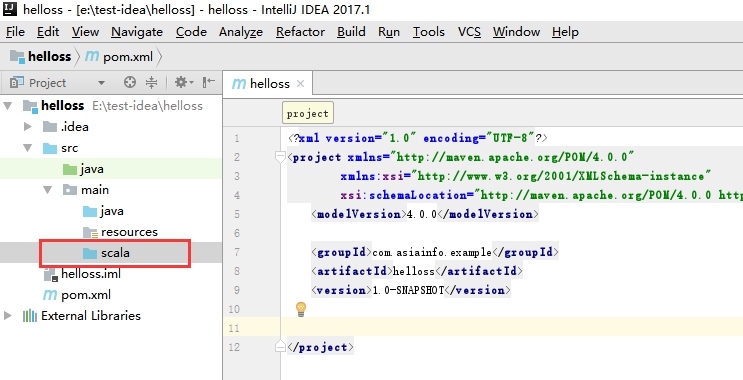 helloss - [e:\test-idea\helloss] - helloss - IntelliJ IDEA 2017.1
File Edit View Navigate Code Analyze Refactor Build Run Tools VCS Window Help
helloss pom.xml
Project
helloss
helloss E:\test-idea\helloss
.idea
src
java
main
java
resources
scala
helloss.iml
pom.xml
External Libraries
project
1 <?xml version="1.0" encoding="UTF-8"?>
2 <project xmlns="http://maven.apache.org/POM/4.0.0"
3 xmlns:xsi="http://www.w3.org/2001/XMLSchema-instance"
4 xsi:schemaLocation="http://maven.apache.org/POM/4.0.0 http
5 <modelVersion>4.0.0</modelVersion>
6
7 <groupId>com.asiainfo.example</groupId>
8 <artifactId>helloss</artifactId>
9 <version>1.0-SNAPSHOT</version>
10
11
12 </project>